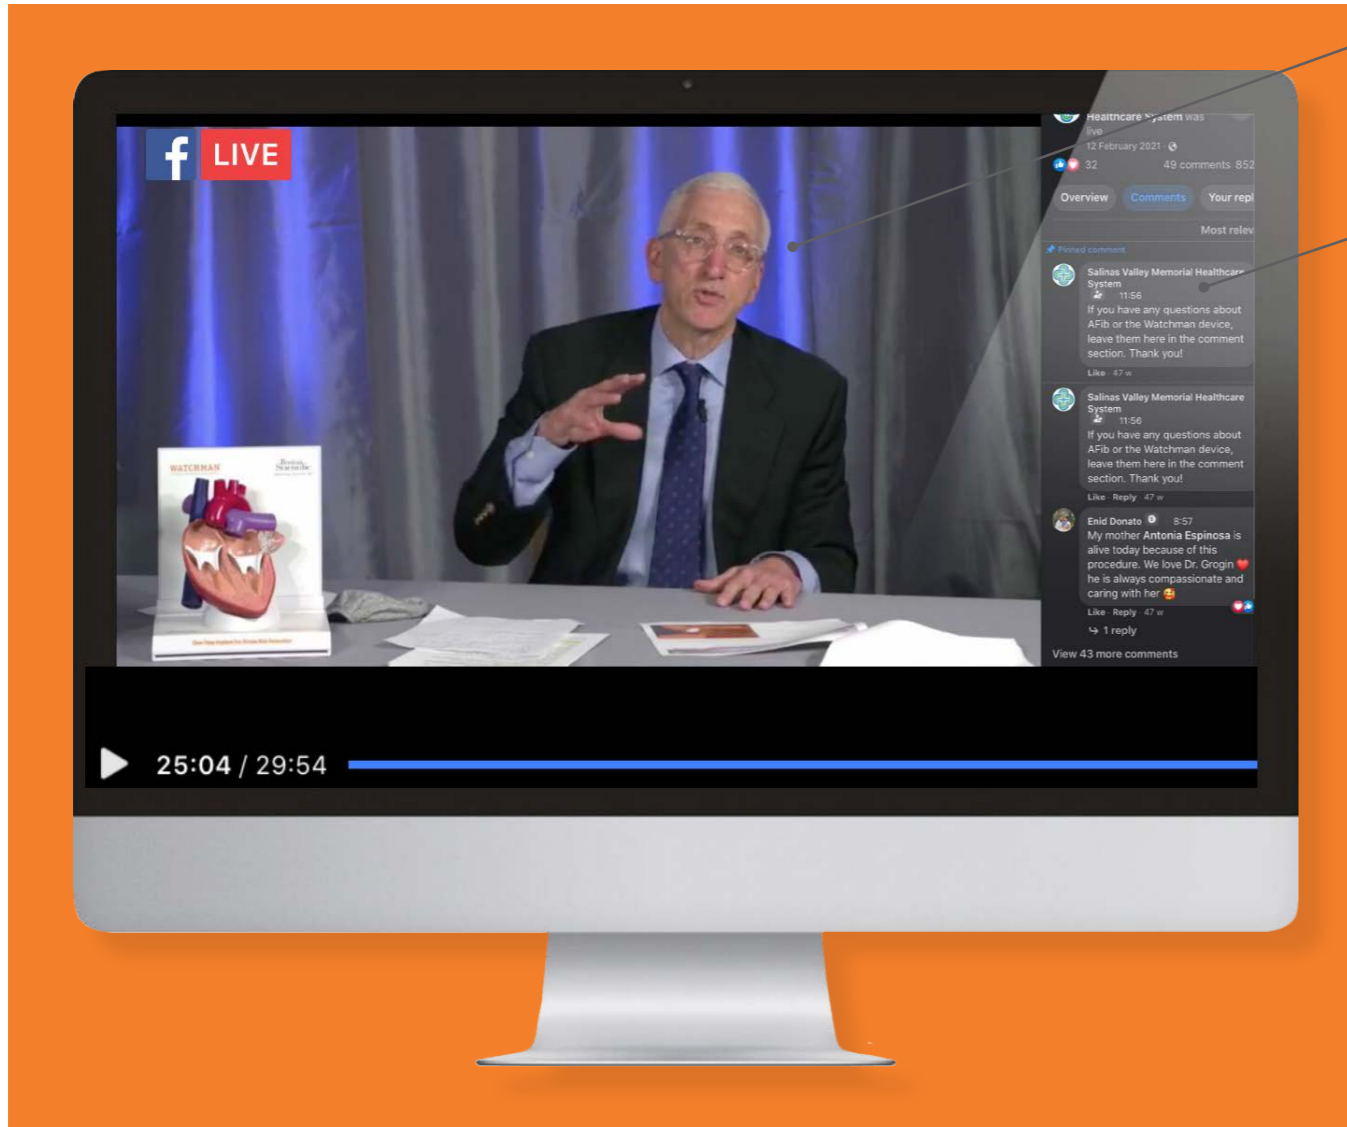 f LIVE
WATCHMAN
Boston
Scientific
Healthcare System was
live
12 February 2021
32 49 comments 852
Overview Comments Your repl
Most relev
Pinned comment
Salinas Valley Memorial Healthcare
System
11:56
If you have any questions about
AFib or the Watchman device,
leave them here in the comment
section. Thank you!
Like · 47 w
Salinas Valley Memorial Healthcare
System
11:56
If you have any questions about
AFib or the Watchman device,
leave them here in the comment
section. Thank you!
Like · Reply · 47 w
Enid Donato 8:57
My mother Antonia Espinosa is
alive today because of this
procedure. We love Dr. Grogin ❤️
he is always compassionate and
caring with her 🥰
Like · Reply · 47 w
1 reply
View 43 more comments
25:04 / 29:54